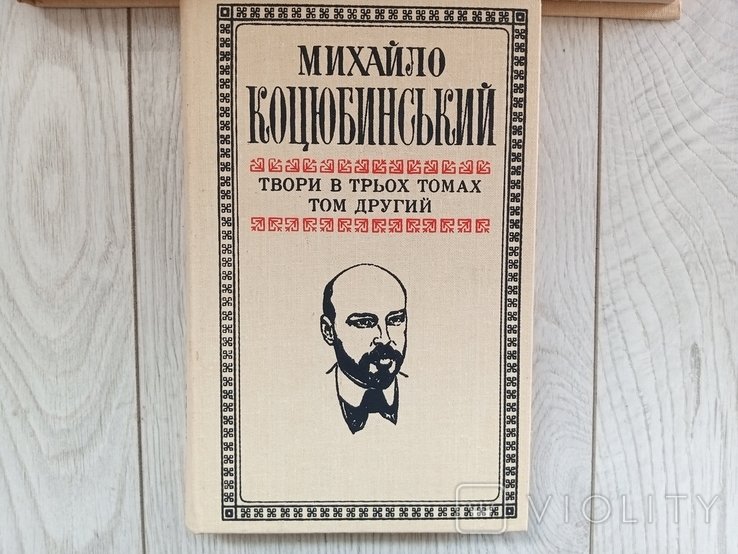 МИХАЙЛО
КОЦЮБИНСЬКИЙ
ТВОРИ В ТРЬОХ ТОМАХ
ТОМ ДРУГИЙ
VIOLITY